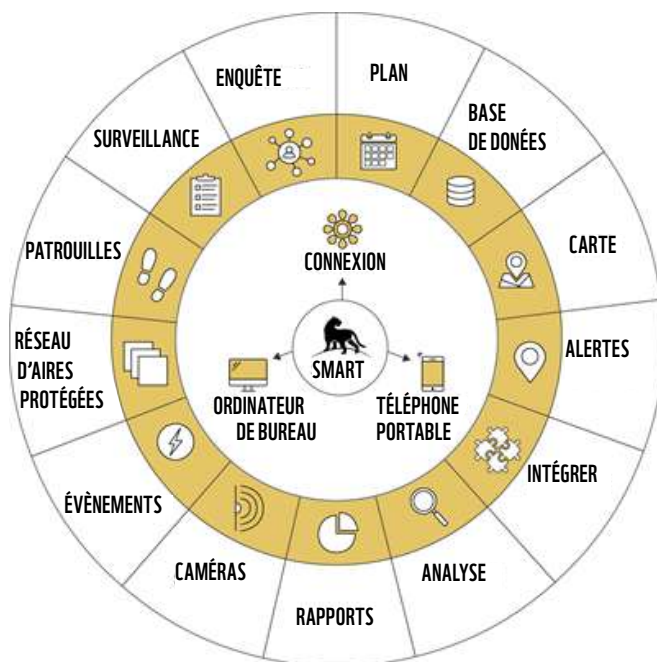 ENQUÊTE
PLAN
BASE
DE DONÉES
CARTE
ALERTES
INTÉGRER
ANALYSE
RAPPORTS
CAMÉRAS
ÉVÈNEMENTS
RÉSEAU
D'AIRES
PROTÉGÉES
PATROUILLES
SURVEILLANCE
CONNEXION
SMART
ORDINATEUR
DE BUREAU
TÉLÉPHONE
PORTABLE